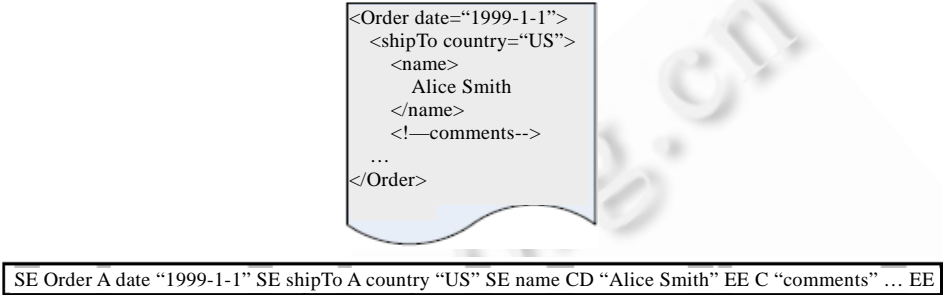 <Order date=“1999-1-1”>
<shipTo country=“US”>
<name>
Alice Smith
</name>
<!—comments-->
…
</Order>
SE Order A date “1999-1-1” SE shipTo A country “US” SE name CD “Alice Smith” EE C “comments” … EE
g.cn